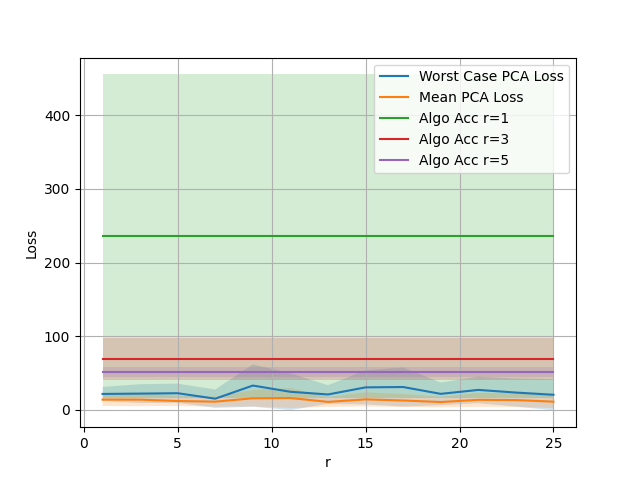 Worst Case PCA Loss
Mean PCA Loss
Algo Acc r=1
Algo Acc r=3
Algo Acc r=5
400
300
200
100
0
Loss
0 5 10 15 20 25
r